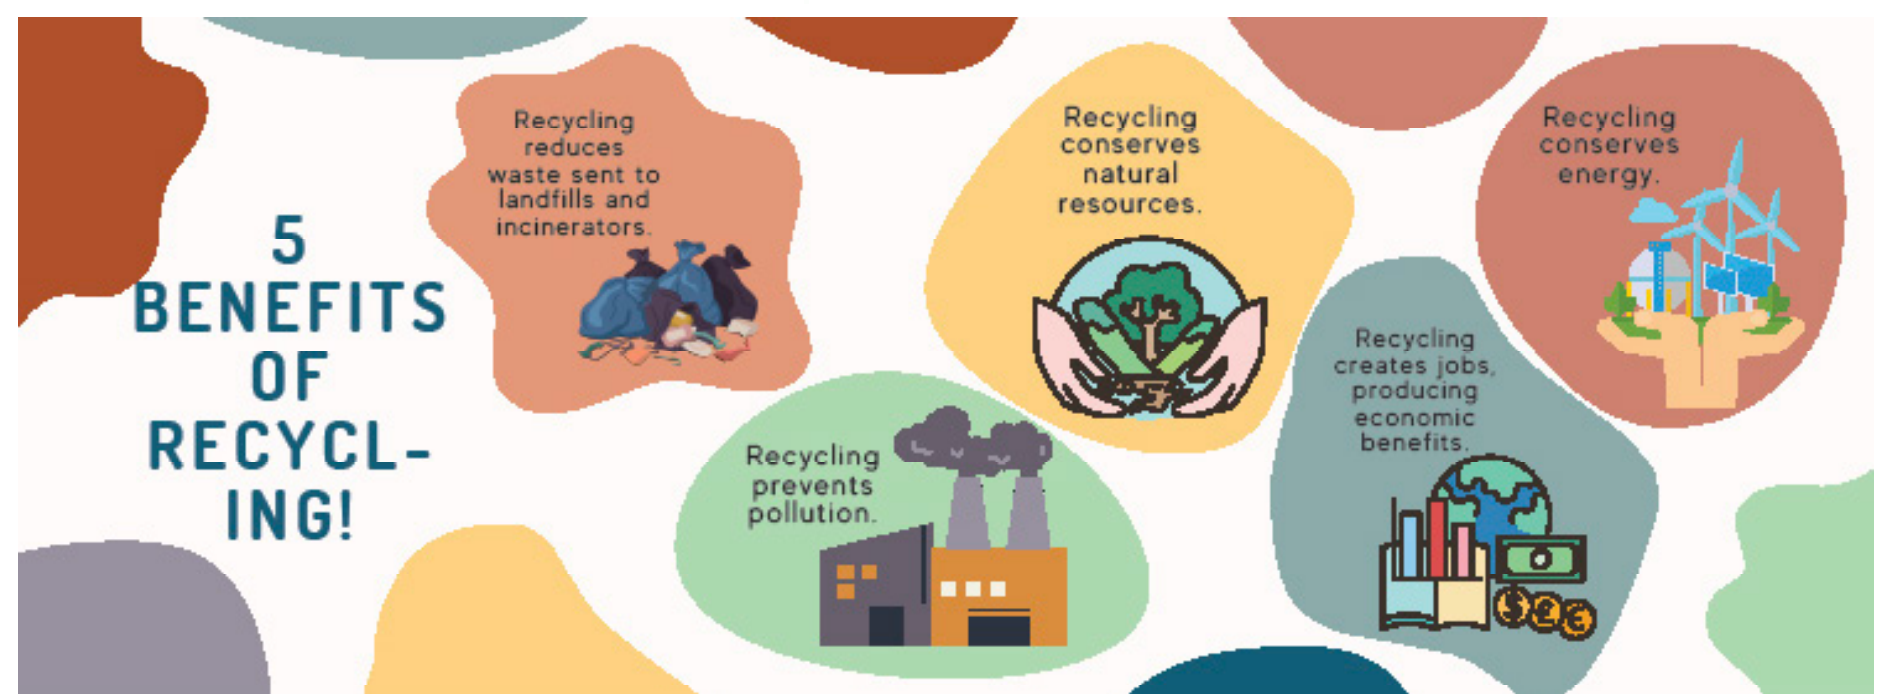 5
BENEFITS
OF
RECYCL-
ING!
Recycling
reduces
waste sent to
landfills and
incinerators.
Recycling
prevents
pollution.
Recycling
conserves
natural
resources.
Recycling
creates jobs,
producing
economic
benefits.
Recycling
conserves
energy.
$ £ €